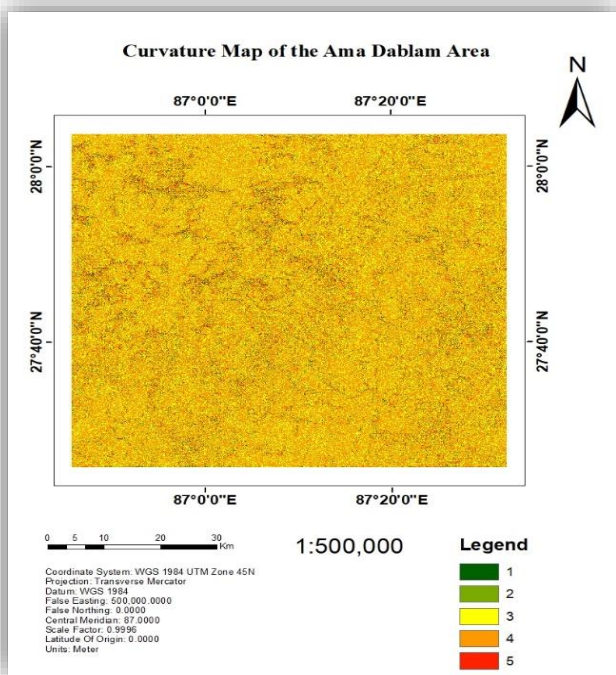 Curvature Map of the Ama Dablam Area
N
87°0'0"E 87°20'0"E
28°0'0"N 28°0'0"N
27°40'0"N 27°40'0"N
87°0'0"E 87°20'0"E
0 5 10 20 30
Km
1:500,000
Coordinate System: WGS 1984 UTM Zone 45N
Projection: Transverse Mercator
Datum: WGS 1984
False Easting: 500,000.0000
False Northing: 0.0000
Central Meridian: 87.0000
Scale Factor: 0.9996
Latitude Of Origin: 0.0000
Units: Meter
Legend
1
2
3
4
5